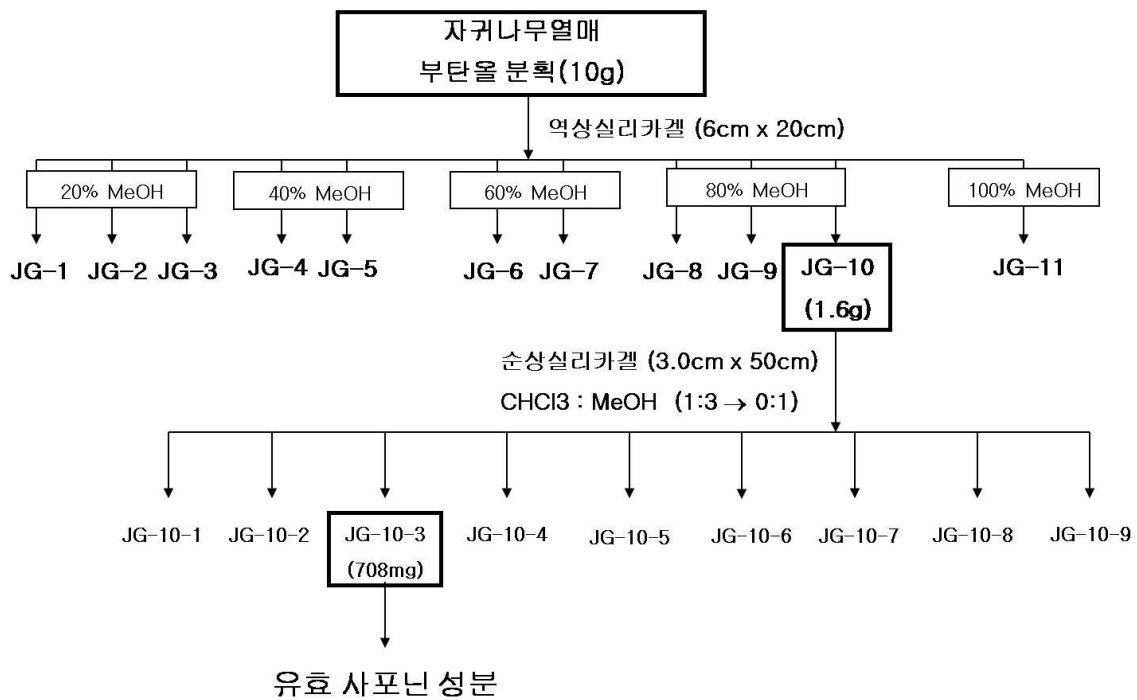 자귀나무열매
부탄올 분획(10g)
역상실리카겔 (6cm x 20cm)
20% MeOH 40% MeOH 60% MeOH 80% MeOH 100% MeOH
JG-1 JG-2 JG-3 JG-4 JG-5 JG-6 JG-7 JG-8 JG-9 JG-10 JG-11
(1.6g)
순상실리카겔 (3.0cm x 50cm)
CHCl3 : MeOH (1:3 → 0:1)
JG-10-1 JG-10-2 JG-10-3 JG-10-4 JG-10-5 JG-10-6 JG-10-7 JG-10-8 JG-10-9
(708mg)
유효 사포닌 성분